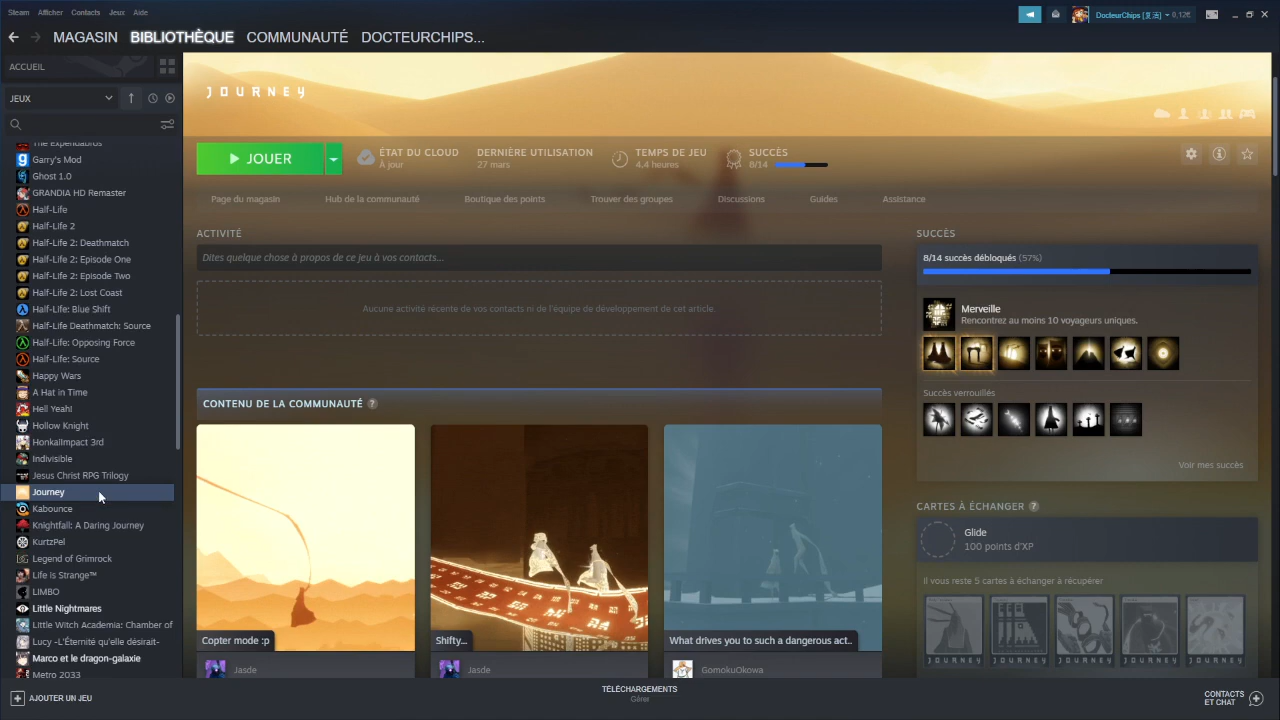 Steam Afficher Contacts Jeux Aide
DocteurChips [复活] 0,12€
MAGASIN BIBLIOTHÈQUE COMMUNAUTÉ DOCTEURCHIPS...
ACCUEIL
JEUX
The Expendabros
Garry's Mod
Ghost 1.0
GRANDIA HD Remaster
Half-Life
Half-Life 2
Half-Life 2: Deathmatch
Half-Life 2: Episode One
Half-Life 2: Episode Two
Half-Life 2: Lost Coast
Half-Life: Blue Shift
Half-Life Deathmatch: Source
Half-Life: Opposing Force
Half-Life: Source
Happy Wars
A Hat in Time
Hell Yeah!
Hollow Knight
HonkaiImpact 3rd
Indivisible
Jesus Christ RPG Trilogy
Journey
Kabounce
Knightfall: A Daring Journey
KurtzPel
Legend of Grimrock
Life is Strange™
LIMBO
Little Nightmares
Little Witch Academia: Chamber of
Lucy -L'Éternité qu'elle désirait-
Marco et le dragon-galaxie
Metro 2033
JOURNEY
JOUER
ÉTAT DU CLOUD
À jour
DERNIÈRE UTILISATION
27 mars
TEMPS DE JEU
4.4 heures
SUCCÈS
8/14
Page du magasin Hub de la communauté Boutique des points Trouver des groupes Discussions Guides Assistance
ACTIVITÉ
Dites quelque chose à propos de ce jeu à vos contacts...
Aucune activité récente de vos contacts ni de l'équipe de développement de cet article.
CONTENU DE LA COMMUNAUTÉ ?
Copter mode :p
Jasde
Shifty...
Jasde
What drives you to such a dangerous act..
GomokuOkowa
SUCCÈS
8/14 succès débloqués (57%)
Merveille
Rencontrez au moins 10 voyageurs uniques.
Succès verrouillés
Voir mes succès
CARTES À ÉCHANGER ?
Glide
100 points d'XP
Il vous reste 5 cartes à échanger à récupérer
JOURNEY JOURNEY JOURNEY JOURNEY JOURNEY
AJOUTER UN JEU
TÉLÉCHARGEMENTS
Gérer
CONTACTS
ET CHAT